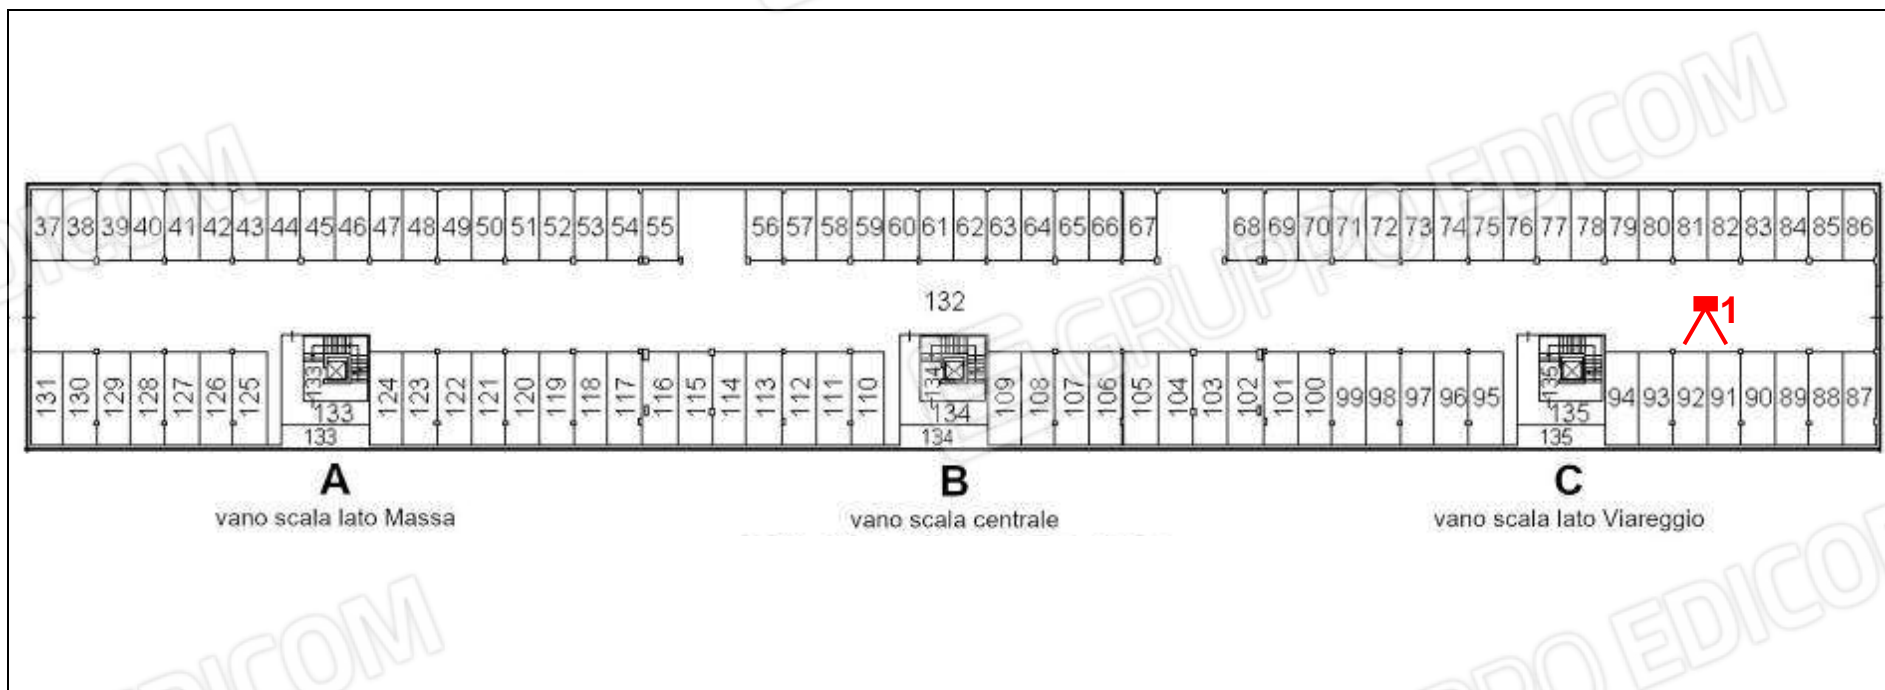 37 38 39 40 41 42 43 44 45 46 47 48 49 50 51 52 53 54 55 56 57 58 59 60 61 62 63 64 65 66 67 68 69 70 71 72 73 74 75 76 77 78 79 80 81 82 83 84 85 86
132
1
131 130 129 128 127 126 125 133 124 123 122 121 120 119 118 117 116 115 114 113 112 111 110 134 109 108 107 106 105 104 103 102 101 100 99 98 97 96 95 135 94 93 92 91 90 89 88 87
133 134 135
133 134 135
A B C
vano scala lato Massa vano scala centrale vano scala lato Viareggio
GRUPPO EDICOM
EDICOM
EDICOM
PPO EDICOM